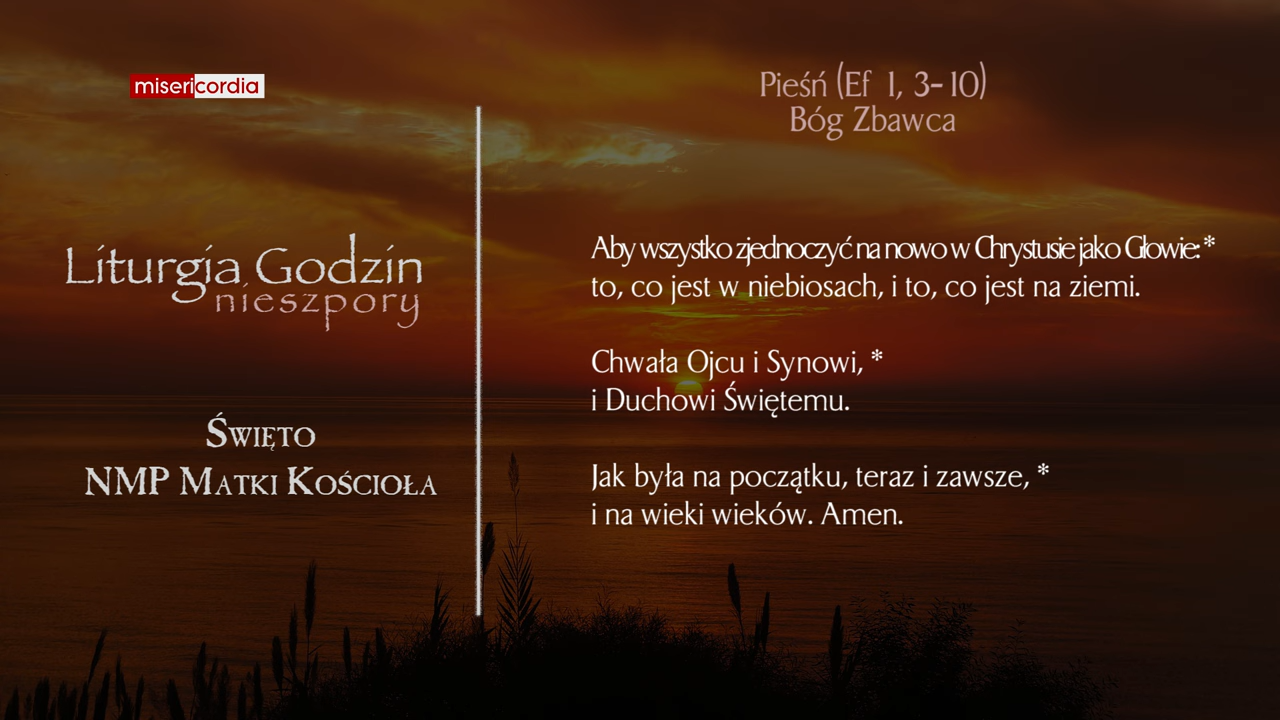 misericordia
Liturgia Godzin
nieszpory
Święto
NMP Matki Kościoła
Pieśń (Ef 1, 3-10)
Bóg Zbawca
Aby wszystko zjednoczyć na nowo w Chrystusie jako Głowie: *
to, co jest w niebiosach, i to, co jest na ziemi.
Chwała Ojcu i Synowi, *
i Duchowi Świętemu.
Jak była na początku, teraz i zawsze, *
i na wieki wieków. Amen.